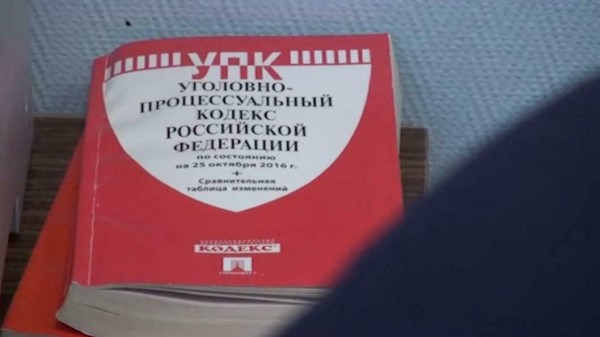 УПК
УГОЛОВНО-
ПРОЦЕССУАЛЬНЫЙ
КОДЕКС
РОССИЙСКОЙ
ФЕДЕРАЦИИ
по состоянию
на 25 октября 2016 г.
+
Сравнительная
таблица изменений
КОДЕКС